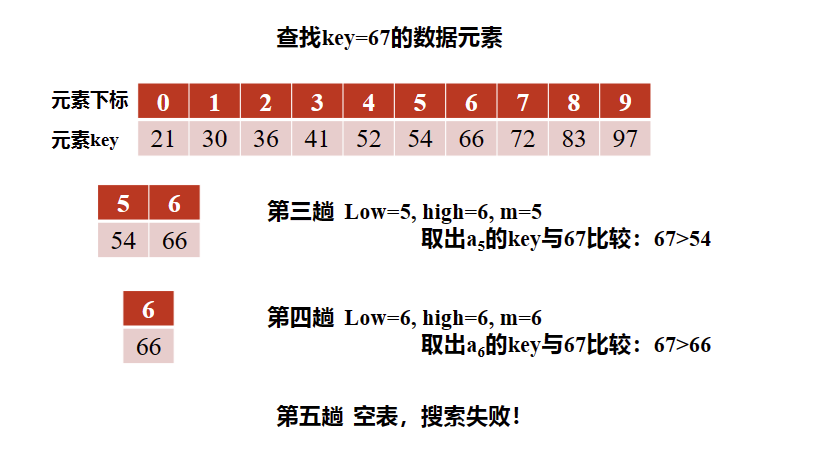 查找key=67的数据元素
元素下标 0 1 2 3 4 5 6 7 8 9
元素key 21 30 36 41 52 54 66 72 83 97
5 6
54 66
第三趟 Low=5, high=6, m=5
取出a5的key与67比较：67>54
6
66
第四趟 Low=6, high=6, m=6
取出a6的key与67比较：67>66
第五趟 空表，搜索失败！